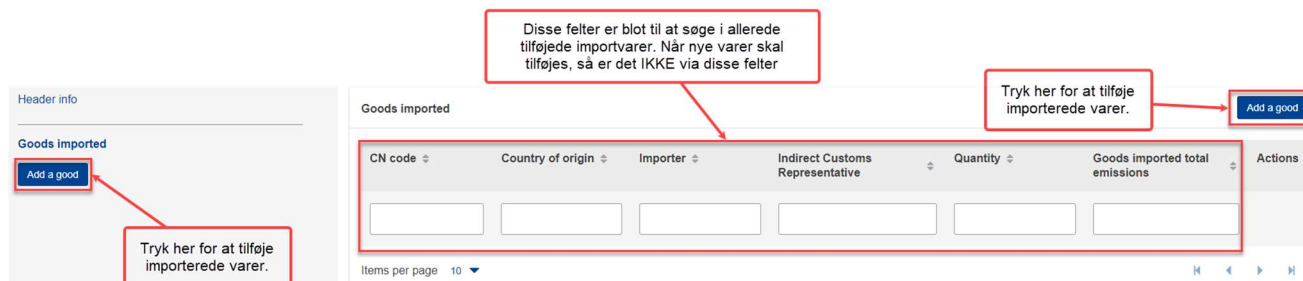 Disse felter er blot til at søge i allerede
tilføjede importvarer. Når nye varer skal
tilføjes, så er det IKKE via disse felter
Tryk her for at tilføje
importerede varer.
Header info
Goods imported
Add a good
Goods imported
Add a good
CN code
Country of origin
Importer
Indirect Customs
Representative
Quantity
Goods imported total
emissions
Actions
Tryk her for at tilføje
importerede varer.
Items per page 10